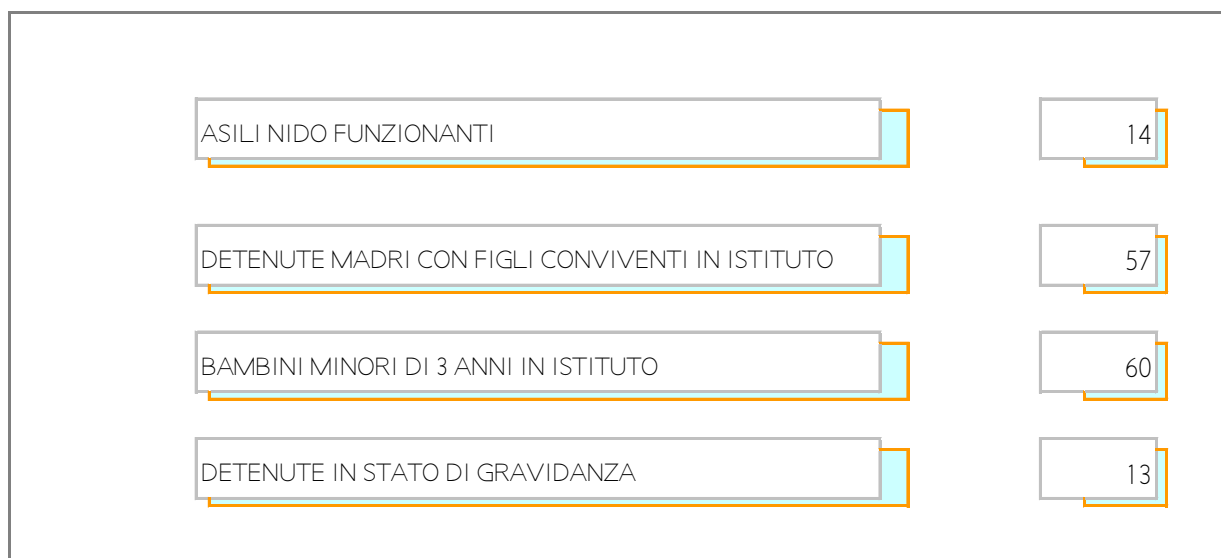 ASILI NIDO FUNZIONANTI 14
DETENUTE MADRI CON FIGLI CONVIVENTI IN ISTITUTO 57
BAMBINI MINORI DI 3 ANNI IN ISTITUTO 60
DETENUTE IN STATO DI GRAVIDANZA 13